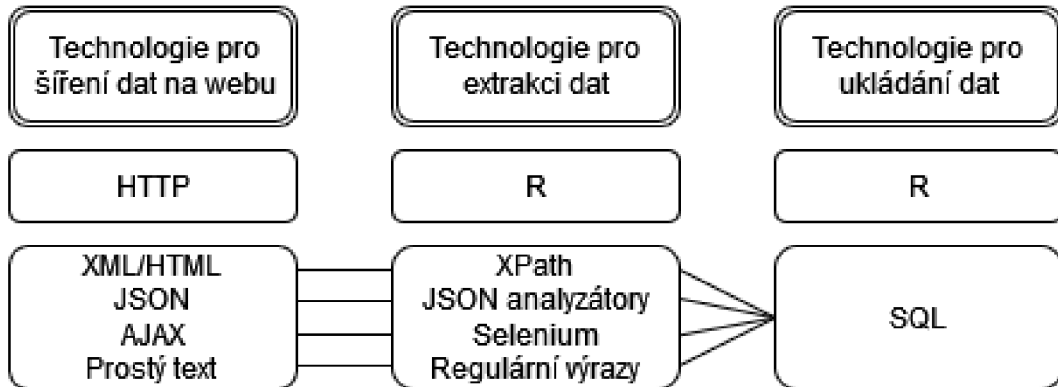 Technologie pro
šíření dat na webu
Technologie pro
extrakci dat
Technologie pro
ukládání dat
HTTP
R
R
XML/HTML
JSON
AJAX
Prostý text
XPath
JSON analyzátory
Selenium
Regulární výrazy
SQL